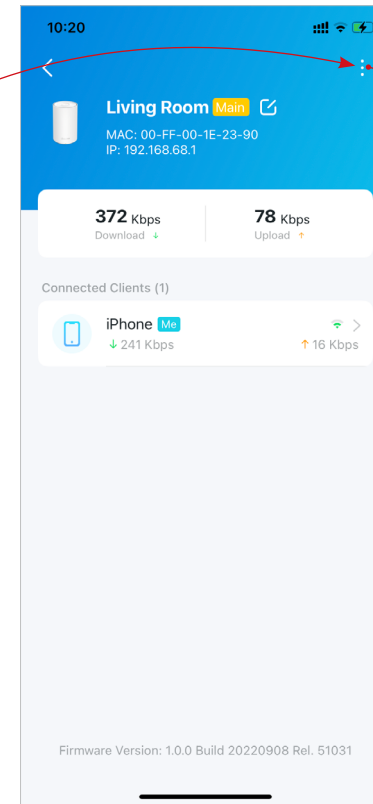 10:20
Living Room Main
MAC: 00-FF-00-1E-23-90
IP: 192.168.68.1
372 Kbps 78 Kbps
Download ↓ Upload ↑
Connected Clients (1)
iPhone Me
↓ 241 Kbps ↑ 16 Kbps
Firmware Version: 1.0.0 Build 20220908 Rel. 51031